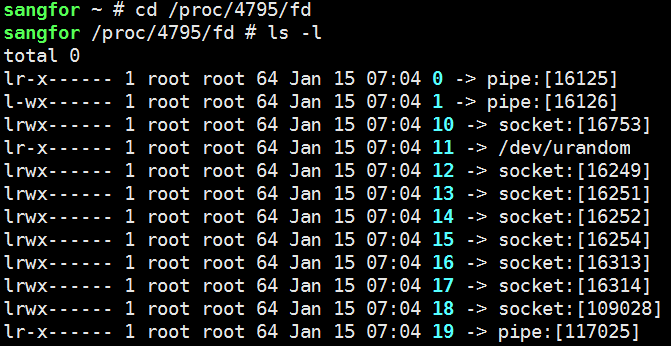 sangfor ~ # cd /proc/4795/fd
sangfor /proc/4795/fd # ls -l
total 0
lr-x------ 1 root root 64 Jan 15 07:04 0 -> pipe:[16125]
l-wx------ 1 root root 64 Jan 15 07:04 1 -> pipe:[16126]
lrwx------ 1 root root 64 Jan 15 07:04 10 -> socket:[16753]
lr-x------ 1 root root 64 Jan 15 07:04 11 -> /dev/urandom
lrwx------ 1 root root 64 Jan 15 07:04 12 -> socket:[16249]
lrwx------ 1 root root 64 Jan 15 07:04 13 -> socket:[16251]
lrwx------ 1 root root 64 Jan 15 07:04 14 -> socket:[16252]
lrwx------ 1 root root 64 Jan 15 07:04 15 -> socket:[16254]
lrwx------ 1 root root 64 Jan 15 07:04 16 -> socket:[16313]
lrwx------ 1 root root 64 Jan 15 07:04 17 -> socket:[16314]
lrwx------ 1 root root 64 Jan 15 07:04 18 -> socket:[109028]
lr-x------ 1 root root 64 Jan 15 07:04 19 -> pipe:[117025]